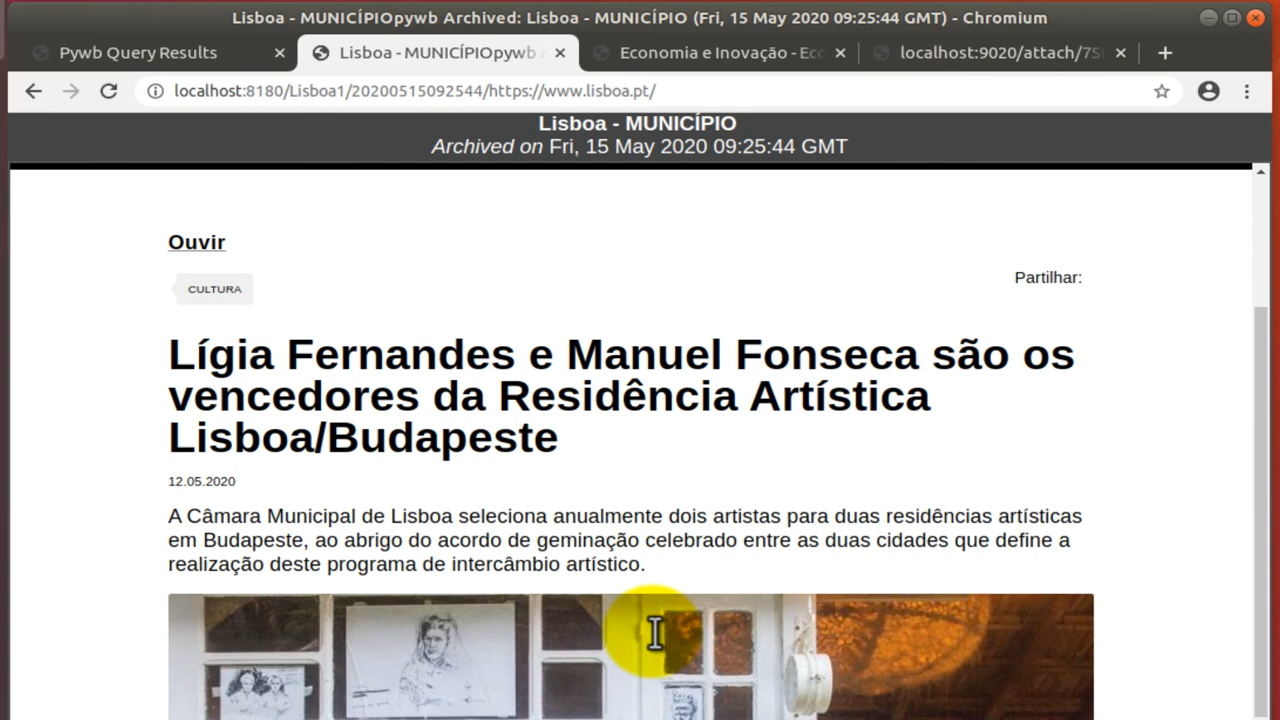 Lisboa - MUNICÍPIOpywb Archived: Lisboa - MUNICÍPIO (Fri, 15 May 2020 09:25:44 GMT) - Chromium
Pywb Query Results
Lisboa - MUNICÍPIOpywb
Economia e Inovação - Eco
localhost:9020/attach/7S
localhost:8180/Lisboa1/20200515092544/https://www.lisboa.pt/
Lisboa - MUNICÍPIO
Archived on Fri, 15 May 2020 09:25:44 GMT
Ouvir
CULTURA
Partilhar:
Lígia Fernandes e Manuel Fonseca são os
vencedores da Residência Artística
Lisboa/Budapeste
12.05.2020
A Câmara Municipal de Lisboa seleciona anualmente dois artistas para duas residências artísticas
em Budapeste, ao abrigo do acordo de geminação celebrado entre as duas cidades que define a
realização deste programa de intercâmbio artístico.